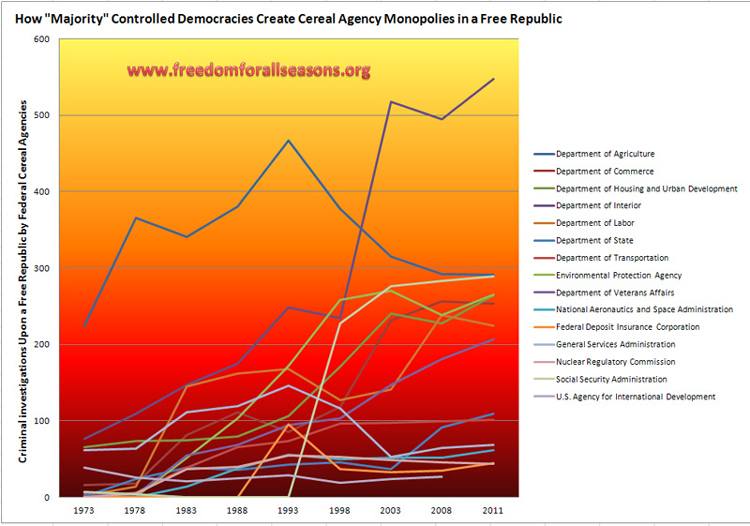 How "Majority" Controlled Democracies Create Cereal Agency Monopolies in a Free Republic
www.freedomforallseasons.org
Criminal investigations Upon a Free Republic by Federal Cereal Agencies
600
500
400
300
200
100
0
1973 1978 1983 1988 1993 1998 2003 2008 2011
Department of Agriculture
Department of Commerce
Department of Housing and Urban Development
Department of Interior
Department of Labor
Department of State
Department of Transportation
Environmental Protection Agency
Department of Veterans Affairs
National Aeronautics and Space Administration
Federal Deposit Insurance Corporation
General Services Administration
Nuclear Regulatory Commission
Social Security Administration
U.S. Agency for International Development